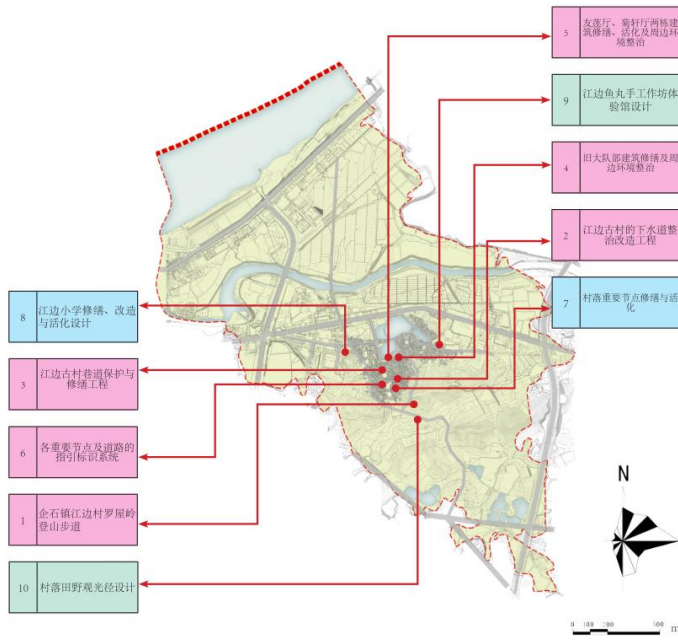 5
友莲厅、菊轩厅两栋建
筑修缮、活化及周边环
境整治
9
江边鱼丸手工作坊体
验馆设计
4
旧大队部建筑修缮及周
边环境整治
2
江边古村的下水道整
治改造工程
7
村落重要节点修缮与活
化
8
江边小学修缮、改造
与活化设计
3
江边古村巷道保护与
修缮工程
6
各重要节点及道路的
指引标识系统
1
企石镇江边村罗屋岭
登山步道
10
村落田野观光径设计
N
0 100 200 500 m